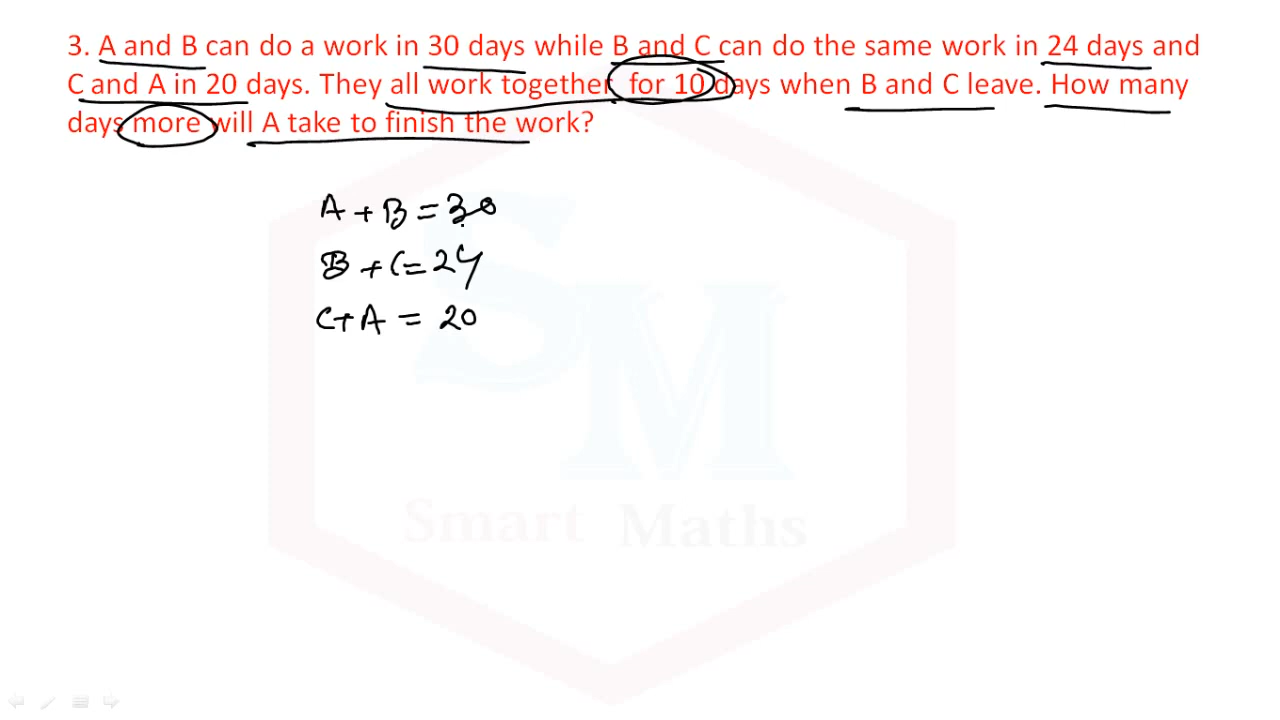 3. A and B can do a work in 30 days while B and C can do the same work in 24 days and
C and A in 20 days. They all work together for 10 days when B and C leave. How many
days more will A take to finish the work?
A + B = 30
B + C = 24
C + A = 20
SM
Smart Maths